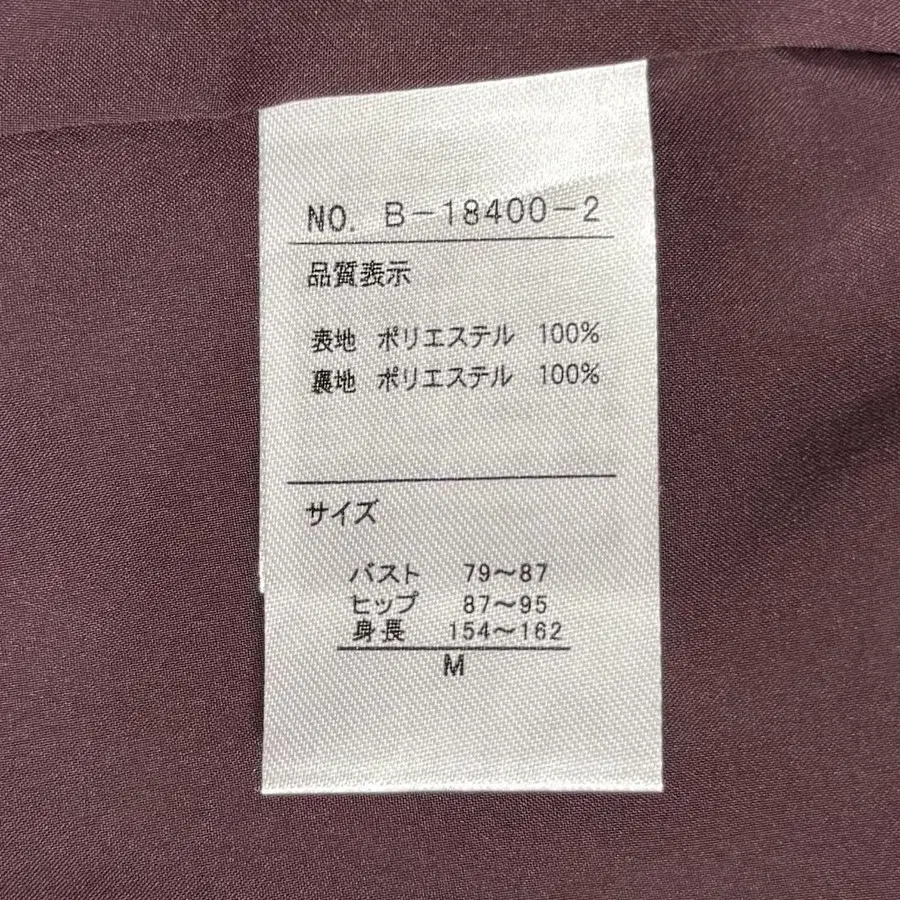 NO. B-18400-2
品質表示
表地 ポリエステル 100%
裏地 ポリエステル 100%
サイズ
バスト 79～87
ヒップ 87～95
身長 154～162
M